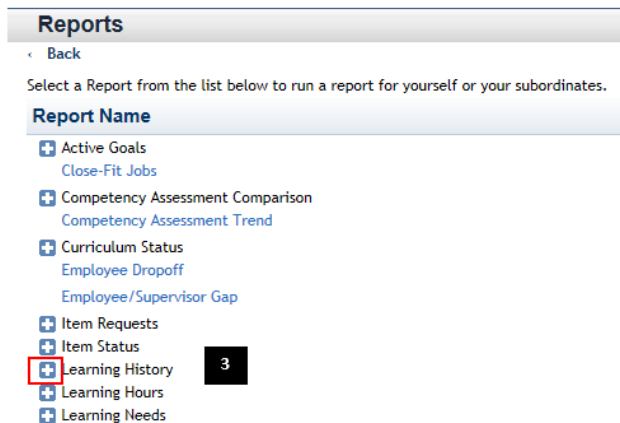 Reports
‹ Back
Select a Report from the list below to run a report for yourself or your subordinates.
Report Name
Active Goals
Close-Fit Jobs
Competency Assessment Comparison
Competency Assessment Trend
Curriculum Status
Employee Dropoff
Employee/Supervisor Gap
Item Requests
Item Status
Learning History 3
Learning Hours
Learning Needs